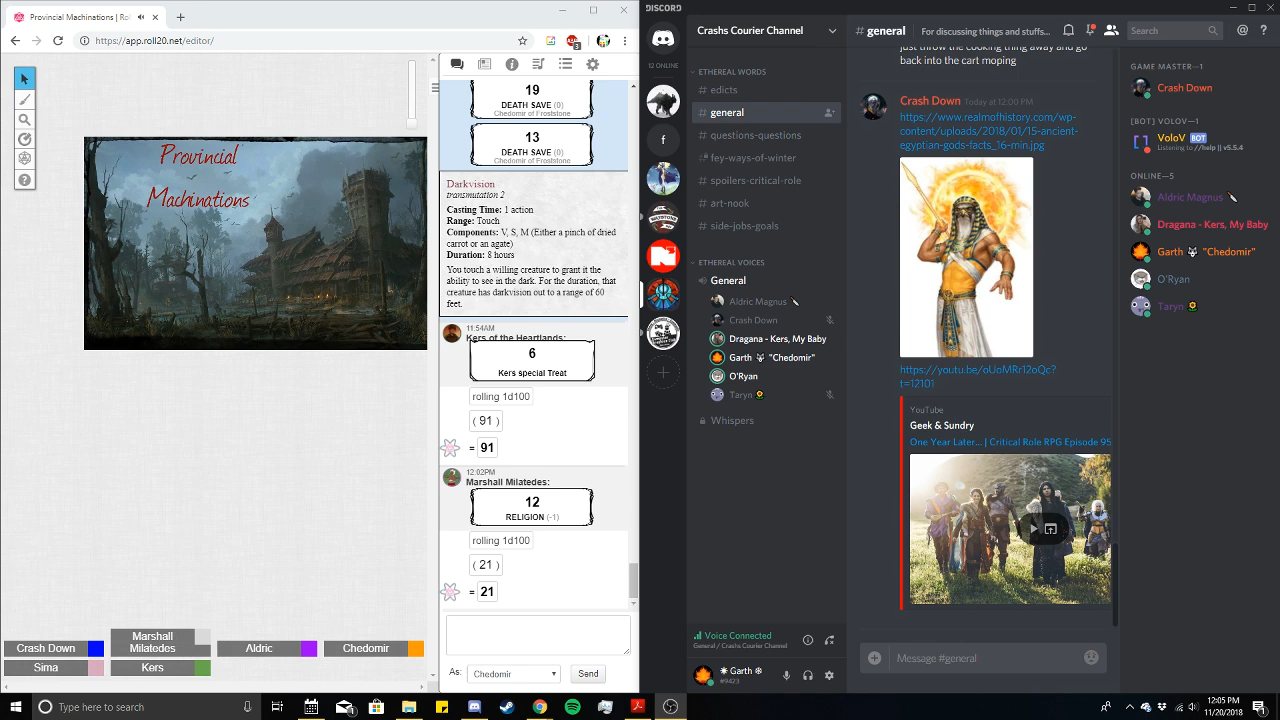 Provincial Machinations | Rol
https://app.roll20.net/editor/
3
Provincial
Machinations
19
DEATH SAVE (0)
Chedomir of Froststone
13
DEATH SAVE (0)
Chedomir of Froststone
Darkvision
transmutation 2
Casting Time: 1 action
Range: Touch
Components: V, S, M (Either a pinch of dried
carrot or an agate)
Duration: 8 hours
You touch a willing creature to grant it the
ability to see in the dark. For the duration, that
creature has darkvision out to a range of 60
feet.
11:54AM
Kers of the Heartlands:
6
Kers special Treat
rolling 1d100
( 91 )
= 91
12:02PM
Marshall Milatedes:
12
RELIGION (-1)
rolling 1d100
( 21 )
= 21
As:
Chedomir
Send
Crash Down
Marshall
Milatedes
Aldric
Chedomir
Sima
Kers
DISCORD
12 ONLINE
f
Crashs Courier Channel
ETHEREAL WORDS
# edicts
# general
# questions-questions
fey-ways-of-winter
# spoilers-critical-role
# art-nook
# side-jobs-goals
ETHEREAL VOICES
General
Aldric Magnus
Crash Down
Dragana - Kers, My Baby
Garth "Chedomir"
O'Ryan
Taryn
Whispers
Voice Connected
General / Crashs Courier Channel
Garth
#9423
# general
For discussing things and stuffs...
Search
just throw the cooking thing away and go
back into the cart moping
Crash Down Today at 12:00 PM
https://www.realmofhistory.com/wp-
content/uploads/2018/01/15-ancient-
egyptian-gods-facts_16-min.jpg
https://youtu.be/oUoMRr12oQc?
t=12101
YouTube
Geek & Sundry
One Year Later... | Critical Role RPG Episode 95
Message #general
GAME MASTER—1
Crash Down
[BOT] VOLOV—1
VoloV BOT
Listening to //help || v5.5.4
ONLINE—5
Aldric Magnus
Dragana - Kers, My Baby
Garth "Chedomir"
O'Ryan
Taryn
Type here to search
12:05 PM
11/20/2018